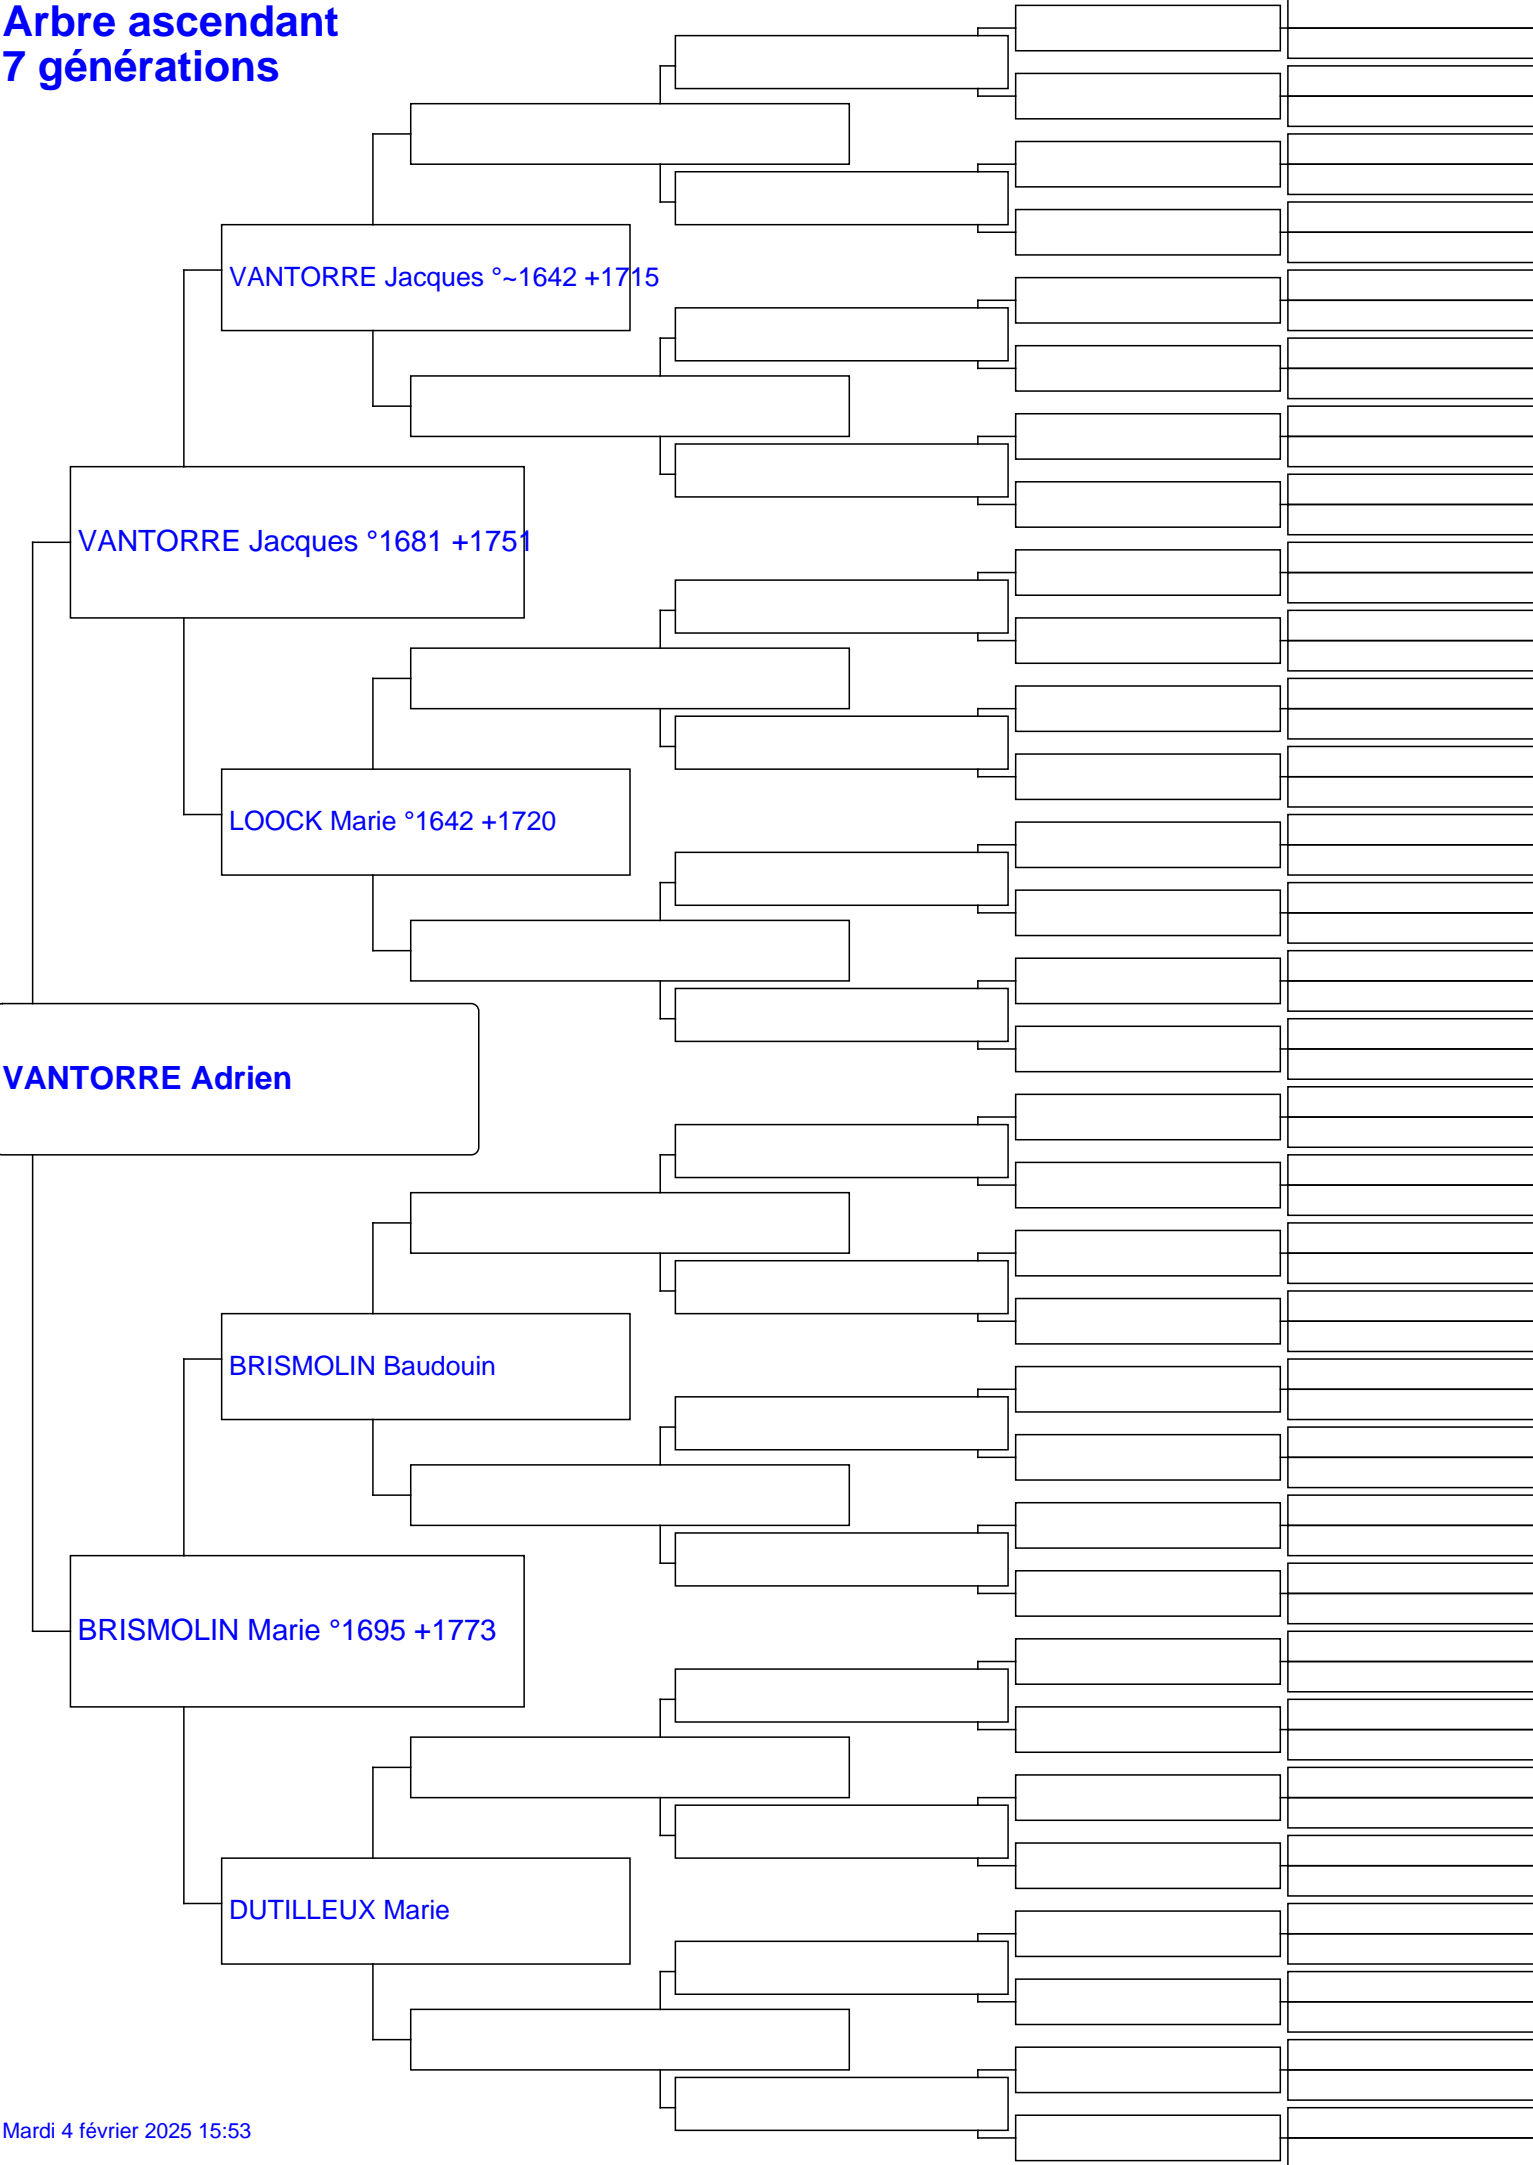 Arbre ascendant
7 générations
VANTORRE Jacques °~1642 +1715
VANTORRE Jacques °1681 +1751
LOOCK Marie °1642 +1720
VANTORRE Adrien
BRISMOLIN Baudouin
BRISMOLIN Marie °1695 +1773
DUTILLEUX Marie
Mardi 4 février 2025 15:53